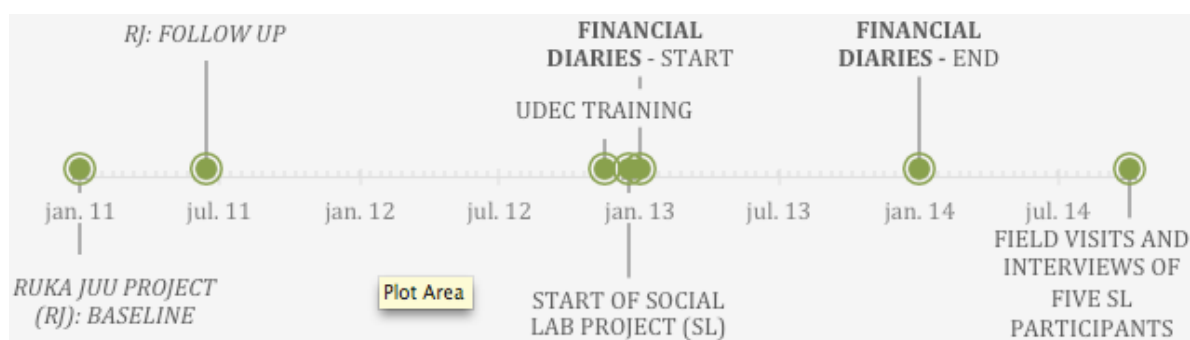 RJ: FOLLOW UP
FINANCIAL
DIARIES - START
FINANCIAL
DIARIES - END
UDEC TRAINING
jan. 11
jul. 11
jan. 12
jul. 12
jan. 13
jul. 13
jan. 14
jul. 14
RUKA JUU PROJECT
(RJ): BASELINE
Plot Area
START OF SOCIAL
LAB PROJECT (SL)
FIELD VISITS AND
INTERVIEWS OF
FIVE SL
PARTICIPANTS